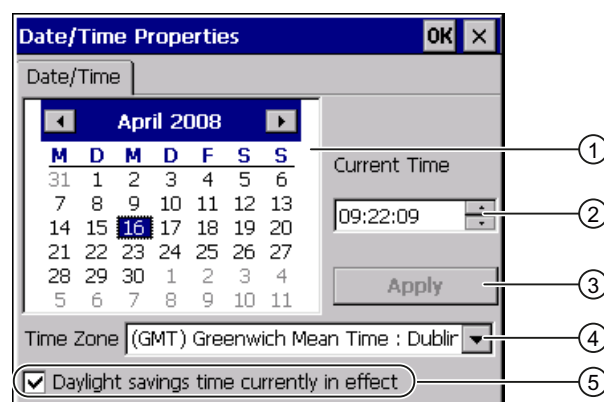 Date/Time Properties OK ×
Date/Time
April 2008
M D M D F S S
31 1 2 3 4 5 6
7 8 9 10 11 12 13
14 15 16 17 18 19 20
21 22 23 24 25 26 27
28 29 30 1 2 3 4
5 6 7 8 9 10 11
Current Time
09:22:09
Apply
Time Zone (GMT) Greenwich Mean Time : Dublir
Daylight savings time currently in effect
1
2
3
4
5